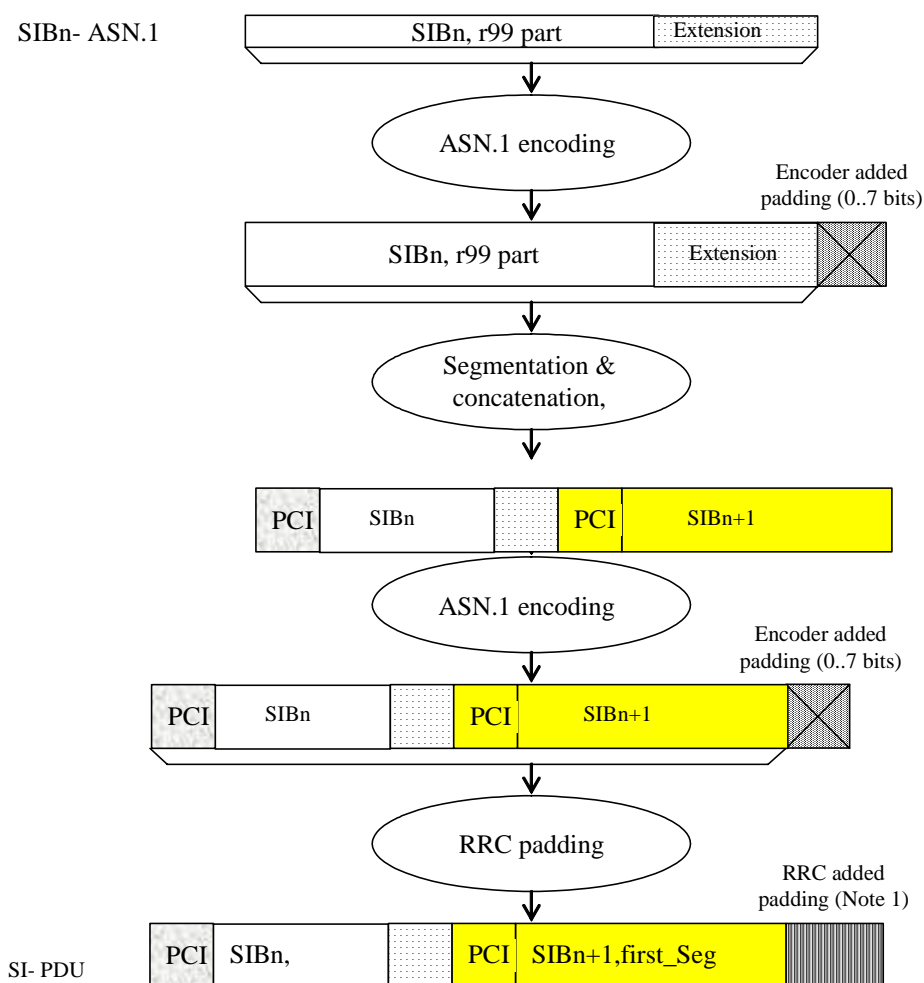 SIBn- ASN.1
SIBn, r99 part
Extension
ASN.1 encoding
Encoder added
padding (0..7 bits)
SIBn, r99 part
Extension
Segmentation &
concatenation,
PCI
SIBn
PCI
SIBn+1
ASN.1 encoding
Encoder added
padding (0..7 bits)
PCI
SIBn
PCI
SIBn+1
RRC padding
RRC added
padding (Note 1)
SI- PDU
PCI
SIBn,
PCI
SIBn+1,first_Seg